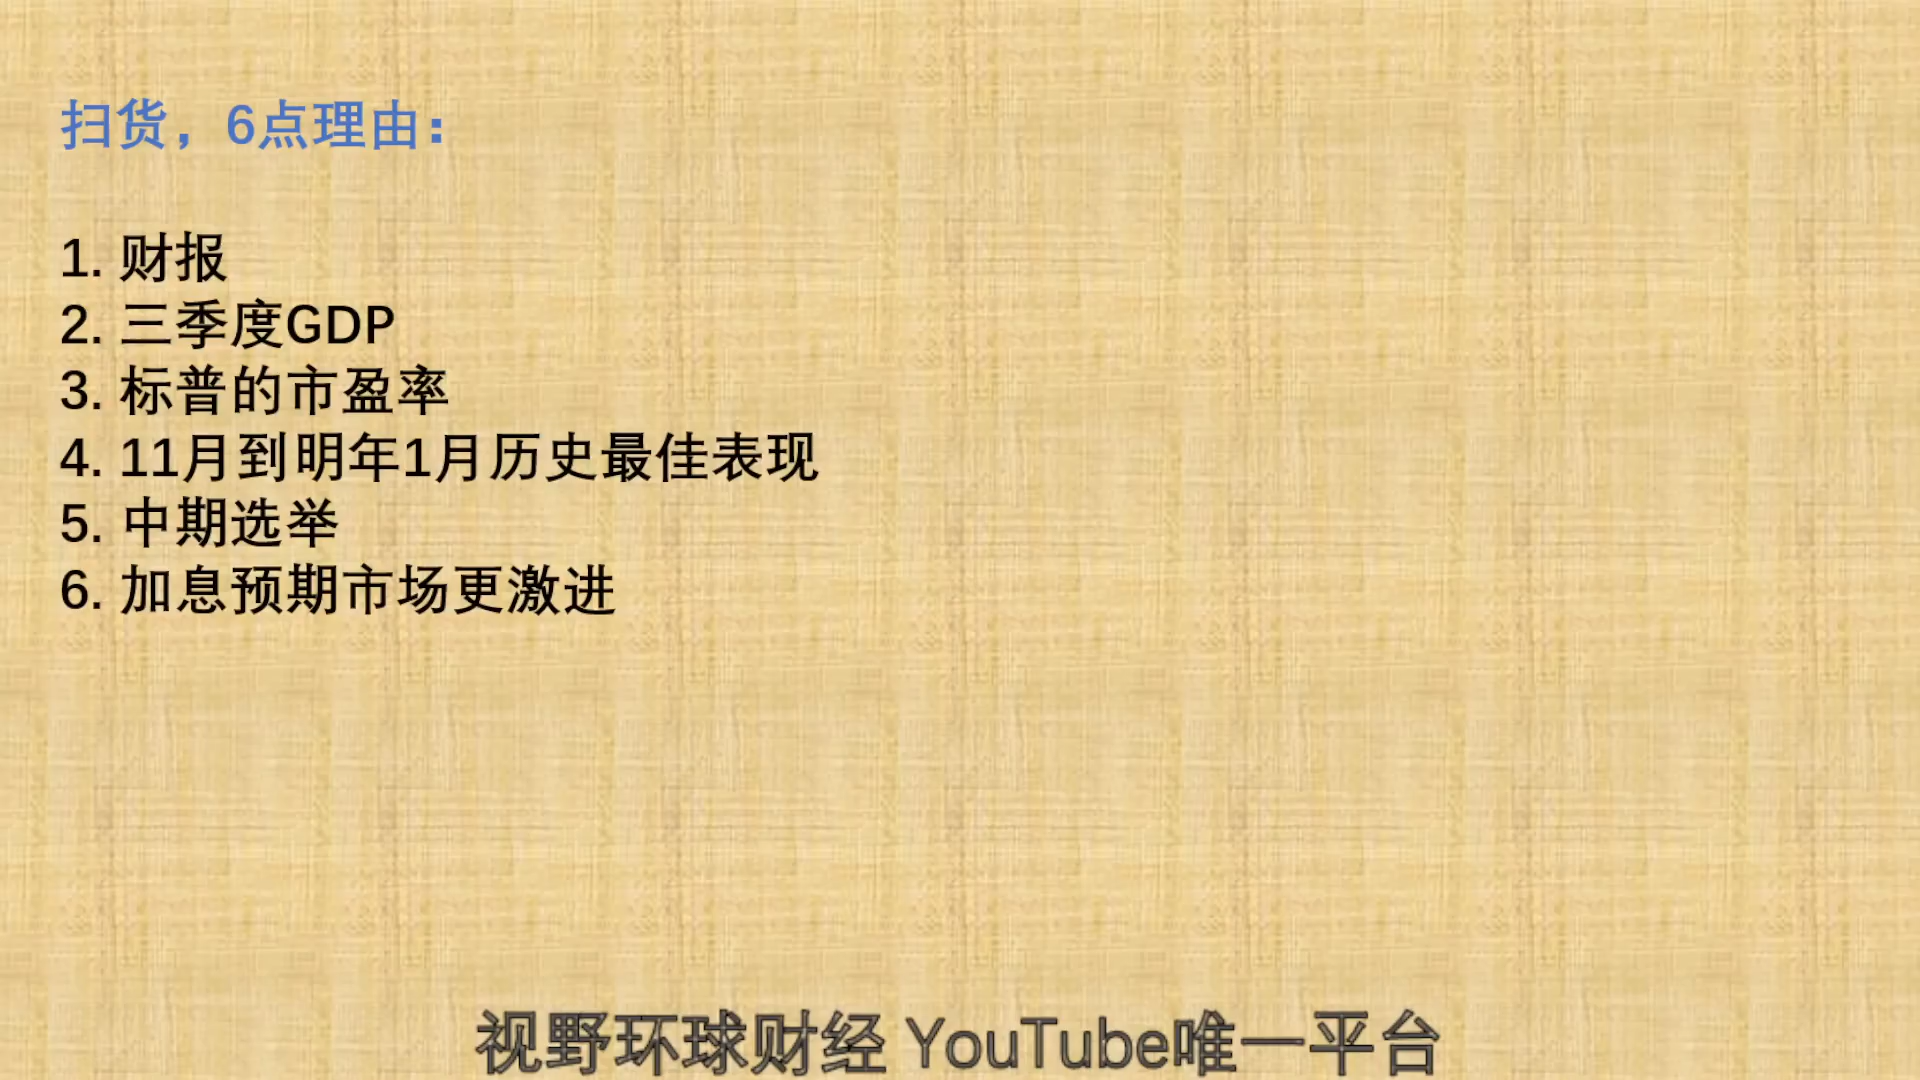 扫货，6点理由：
1. 财报
2. 三季度GDP
3. 标普的市盈率
4. 11月到明年1月历史最佳表现
5. 中期选举
6. 加息预期市场更激进
视野环球财经 YouTube唯一平台